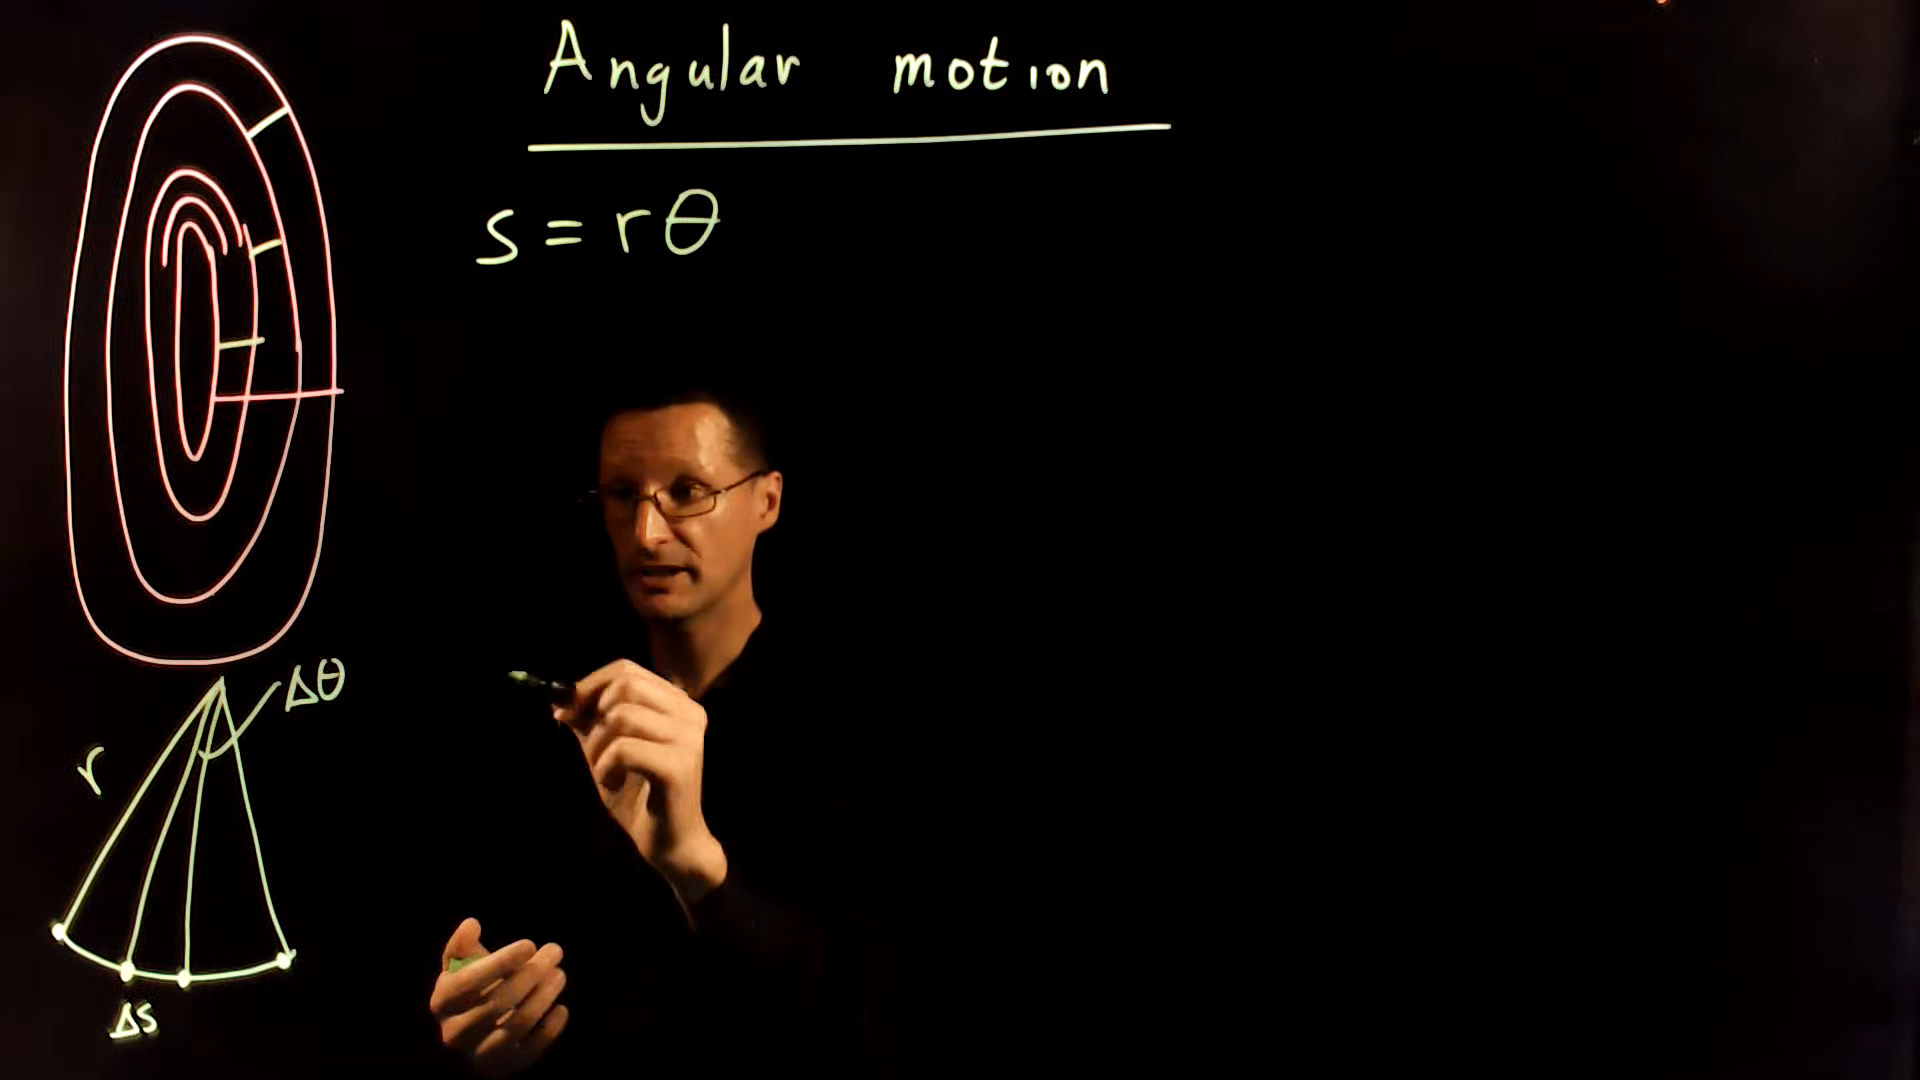 Angular motion
s = rθ
Δθ
r
Δs